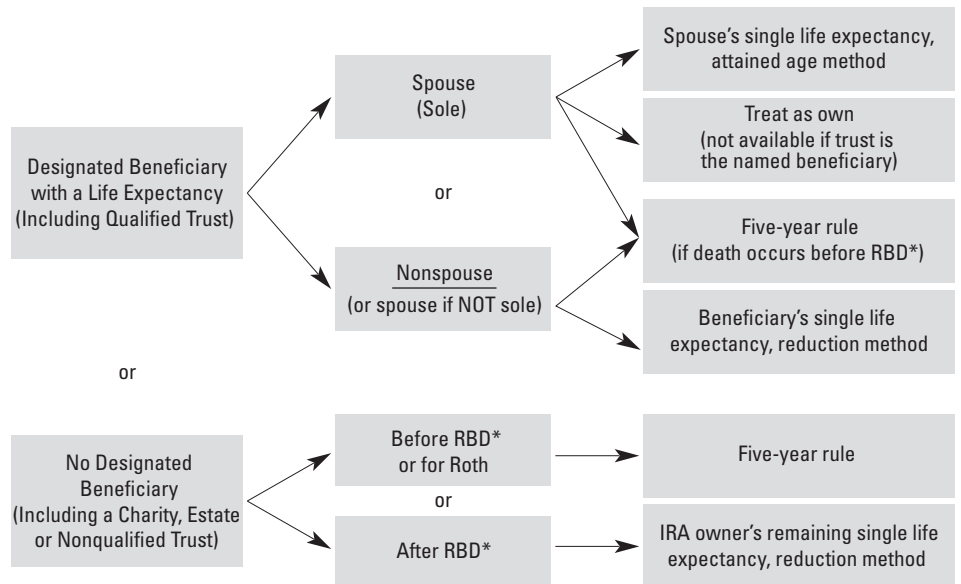 Designated Beneficiary
with a Life Expectancy
(Including Qualified Trust)
Spouse
(Sole)
or
Nonspouse
(or spouse if NOT sole)
Spouse's single life expectancy,
attained age method
Treat as own
(not available if trust is
the named beneficiary)
Five-year rule
(if death occurs before RBD*)
Beneficiary's single life
expectancy, reduction method
or
No Designated
Beneficiary
(Including a Charity, Estate
or Nonqualified Trust)
Before RBD*
or for Roth
or
After RBD*
Five-year rule
IRA owner's remaining single life
expectancy, reduction method